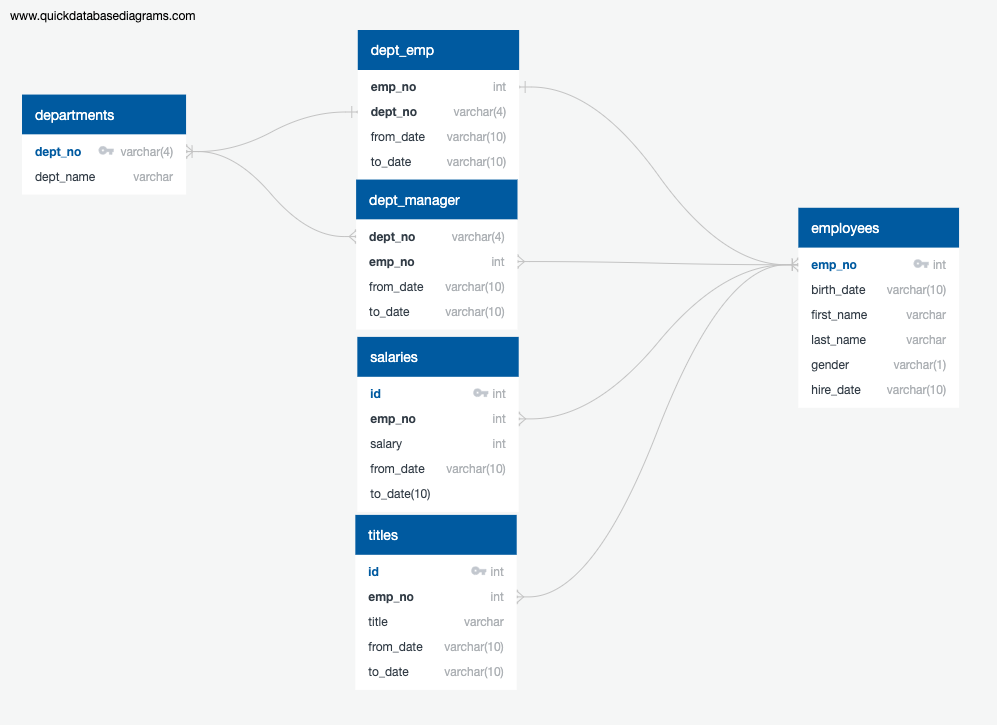 www.quickdatabasediagrams.com
departments
dept_no varchar(4)
dept_name varchar
dept_emp
emp_no int
dept_no varchar(4)
from_date varchar(10)
to_date varchar(10)
dept_manager
dept_no varchar(4)
emp_no int
from_date varchar(10)
to_date varchar(10)
salaries
id int
emp_no int
salary int
from_date varchar(10)
to_date(10)
titles
id int
emp_no int
title varchar
from_date varchar(10)
to_date varchar(10)
employees
emp_no int
birth_date varchar(10)
first_name varchar
last_name varchar
gender varchar(1)
hire_date varchar(10)